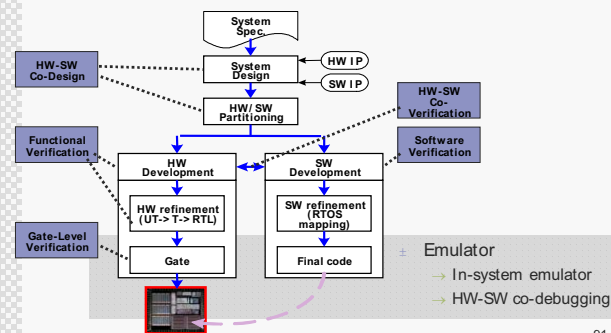 System
Spec.
HW-SW
Co-Design
System
Design
HW IP
SW IP
HW-SW
Co-
Verification
HW/ SW
Partitioning
Functional
Verification
Software
Verification
HW
Development
SW
Development
HW refinement
(UT-> T-> RTL)
SW refinement
(RTOS
mapping)
Gate-Level
Verification
Gate
Final code
± Emulator
→ In-system emulator
→ HW-SW co-debugging